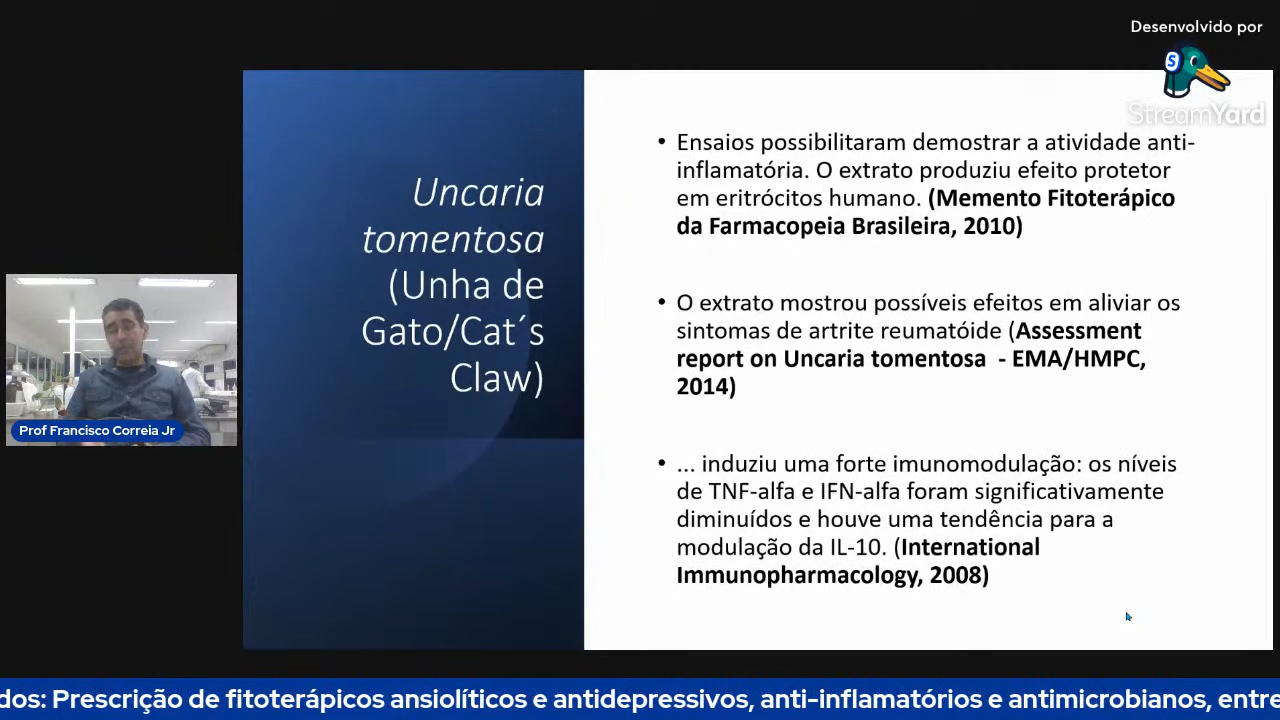 Desenvolvido por
S
StreamYard
Uncaria
tomentosa
(Unha de
Gato/Cat´s
Claw)
• Ensaios possibilitaram demostrar a atividade anti-
inflamatória. O extrato produziu efeito protetor
em eritrócitos humano. (Memento Fitoterápico
da Farmacopeia Brasileira, 2010)
• O extrato mostrou possíveis efeitos em aliviar os
sintomas de artrite reumatóide (Assessment
report on Uncaria tomentosa - EMA/HMPC,
2014)
• ... induziu uma forte imunomodulação: os níveis
de TNF-alfa e IFN-alfa foram significativamente
diminuídos e houve uma tendência para a
modulação da IL-10. (International
Immunopharmacology, 2008)
Prof Francisco Correia Jr
dos: Prescrição de fitoterápicos ansiolíticos e antidepressivos, anti-inflamatórios e antimicrobianos, entre